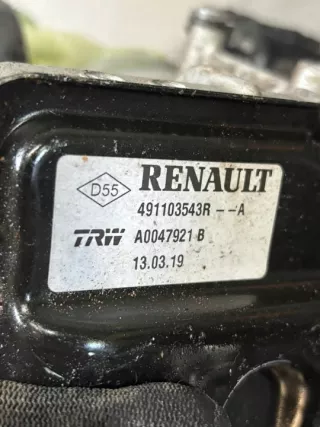 D55 RENAULT
491103543R --A
TRW A0047921 B
13.03.19